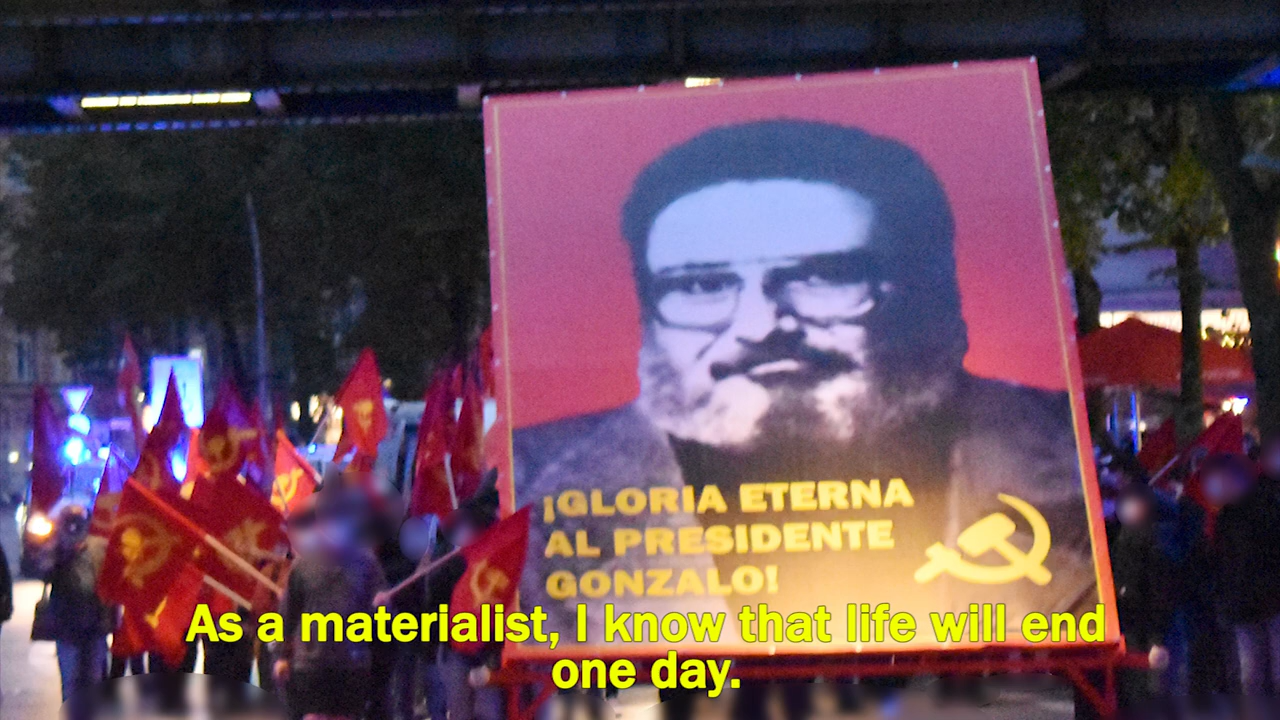 ¡GLORIA ETERNA
AL PRESIDENTE
GONZALO!
As a materialist, I know that life will end
one day.